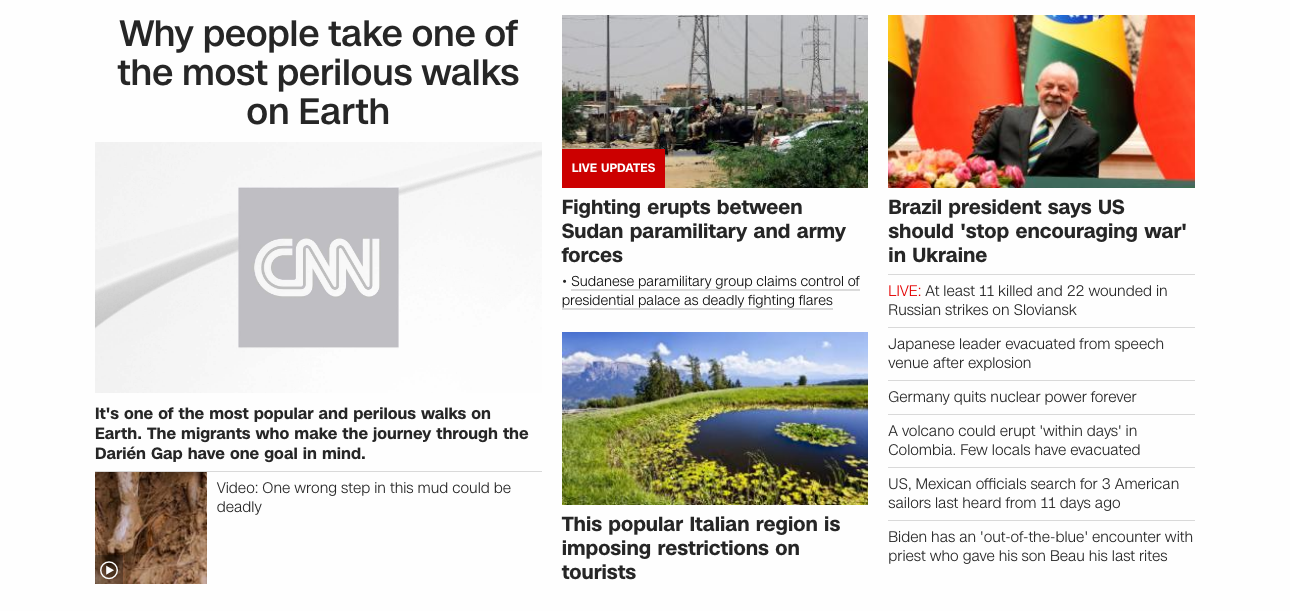 Why people take one of
the most perilous walks
on Earth
CNN
It's one of the most popular and perilous walks on
Earth. The migrants who make the journey through the
Darién Gap have one goal in mind.
Video: One wrong step in this mud could be
deadly
LIVE UPDATES
Fighting erupts between
Sudan paramilitary and army
forces
• Sudanese paramilitary group claims control of
presidential palace as deadly fighting flares
This popular Italian region is
imposing restrictions on
tourists
Brazil president says US
should 'stop encouraging war'
in Ukraine
LIVE: At least 11 killed and 22 wounded in
Russian strikes on Sloviansk
Japanese leader evacuated from speech
venue after explosion
Germany quits nuclear power forever
A volcano could erupt 'within days' in
Colombia. Few locals have evacuated
US, Mexican officials search for 3 American
sailors last heard from 11 days ago
Biden has an 'out-of-the-blue' encounter with
priest who gave his son Beau his last rites